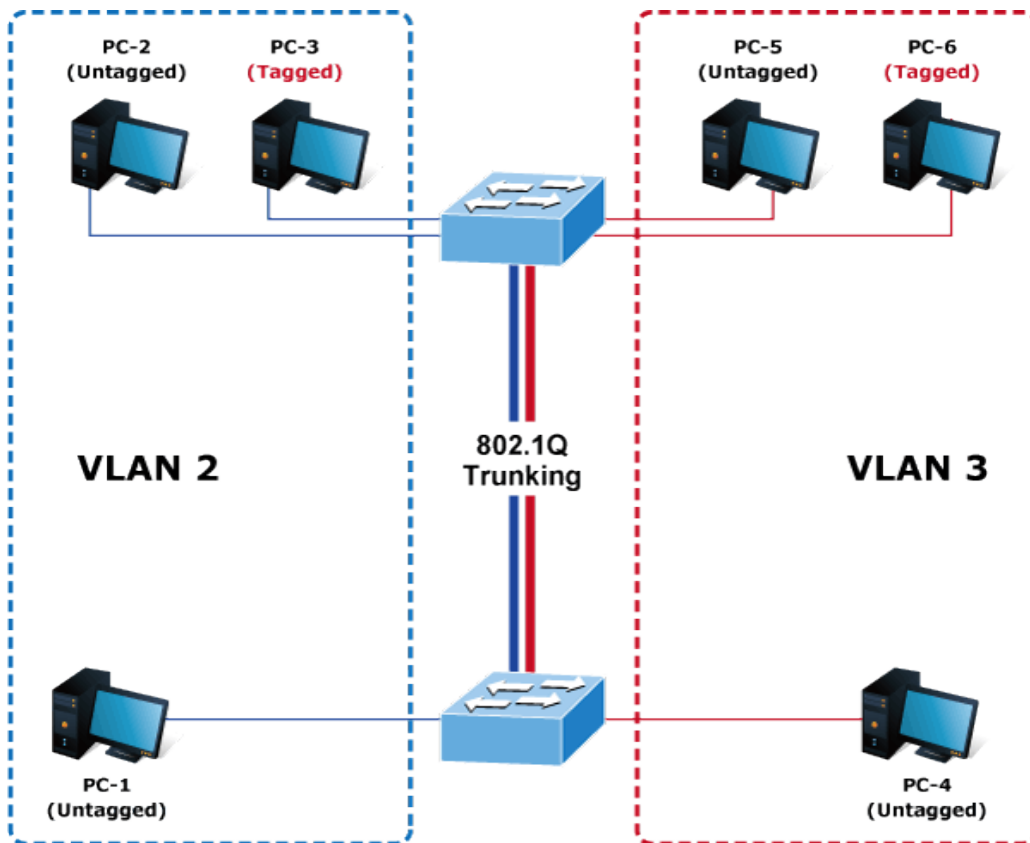 PC-2
(Untagged)
PC-3
(Tagged)
PC-5
(Untagged)
PC-6
(Tagged)
802.1Q
Trunking
VLAN 2
VLAN 3
PC-1
(Untagged)
PC-4
(Untagged)